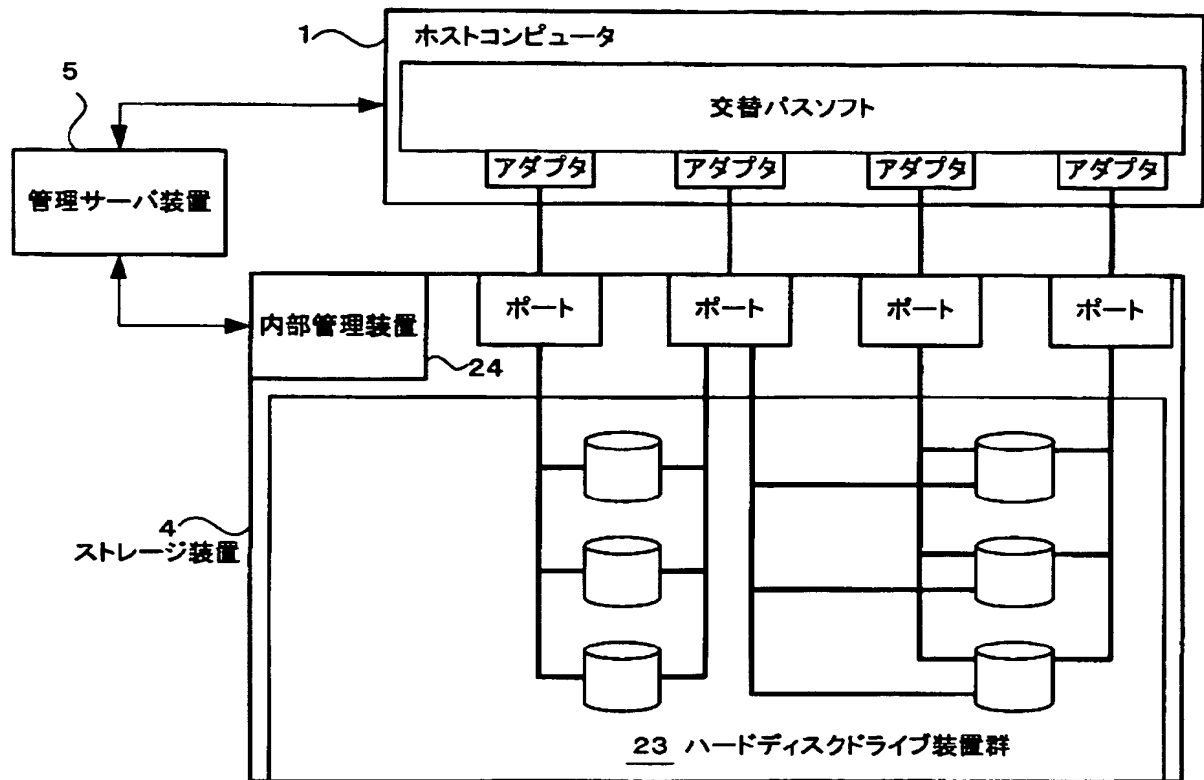 1
ホストコンピュータ
交替パスソフト
アダプタ アダプタ アダプタ アダプタ
5
管理サーバ装置
内部管理装置
24
ポート ポート ポート ポート
4
ストレージ装置
23 ハードディスクドライブ装置群